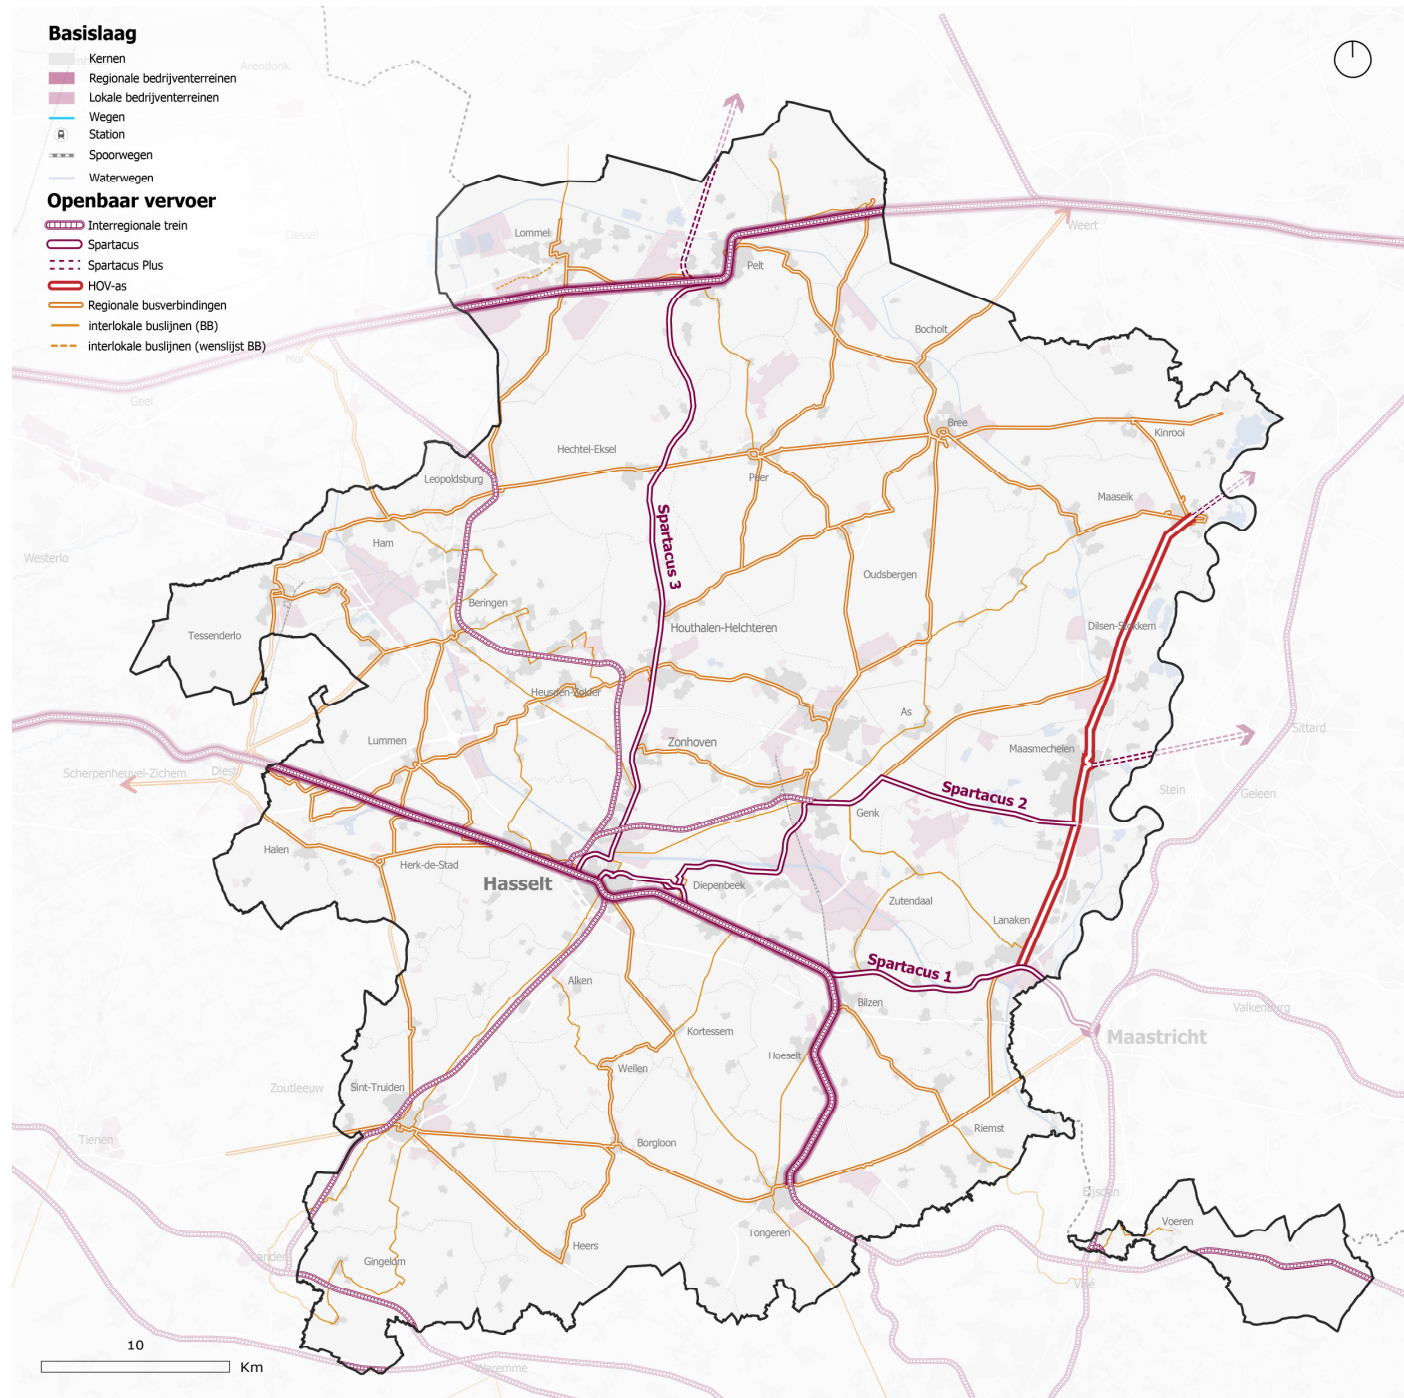 Basislaag
Kernen
Regionale bedrijventerreinen
Lokale bedrijventerreinen
Wegen
Station
Spoorwegen
Waterwegen
Openbaar vervoer
Interregionale trein
Spartacus
Spartacus Plus
HOV-as
Regionale busverbindingen
interlokale buslijnen (BB)
interlokale buslijnen (wenslijst BB)
Arendonk
Dessel
Mol
Geel
Westerlo
Lommel
Pelt
Weert
Bocholt
Bree
Kinrooi
Hechtel-Eksel
Peer
Leopoldsburg
Maaseik
Spartacus 3
Ham
Oudsbergen
Beringen
Tessenderlo
Houthalen-Helchteren
Dilsen-Stokkem
Heusden-Zolder
As
Lummen
Zonhoven
Maasmechelen
Sittard
Scherpenheuvel-Zichem
Diest
Stein
Geleen
Spartacus 2
Genk
Halen
Herk-de-Stad
Hasselt
Diepenbeek
Zutendaal
Lanaken
Spartacus 1
Alken
Bilzen
Valkenburg
Kortessem
Maastricht
Hoeselt
Wellen
Zoutleeuw
Sint-Truiden
Tienen
Borgloon
Riemst
Eijsden
Voeren
Tongeren
Heers
Landen
Gingelom
Visé
10
Km
Waremme